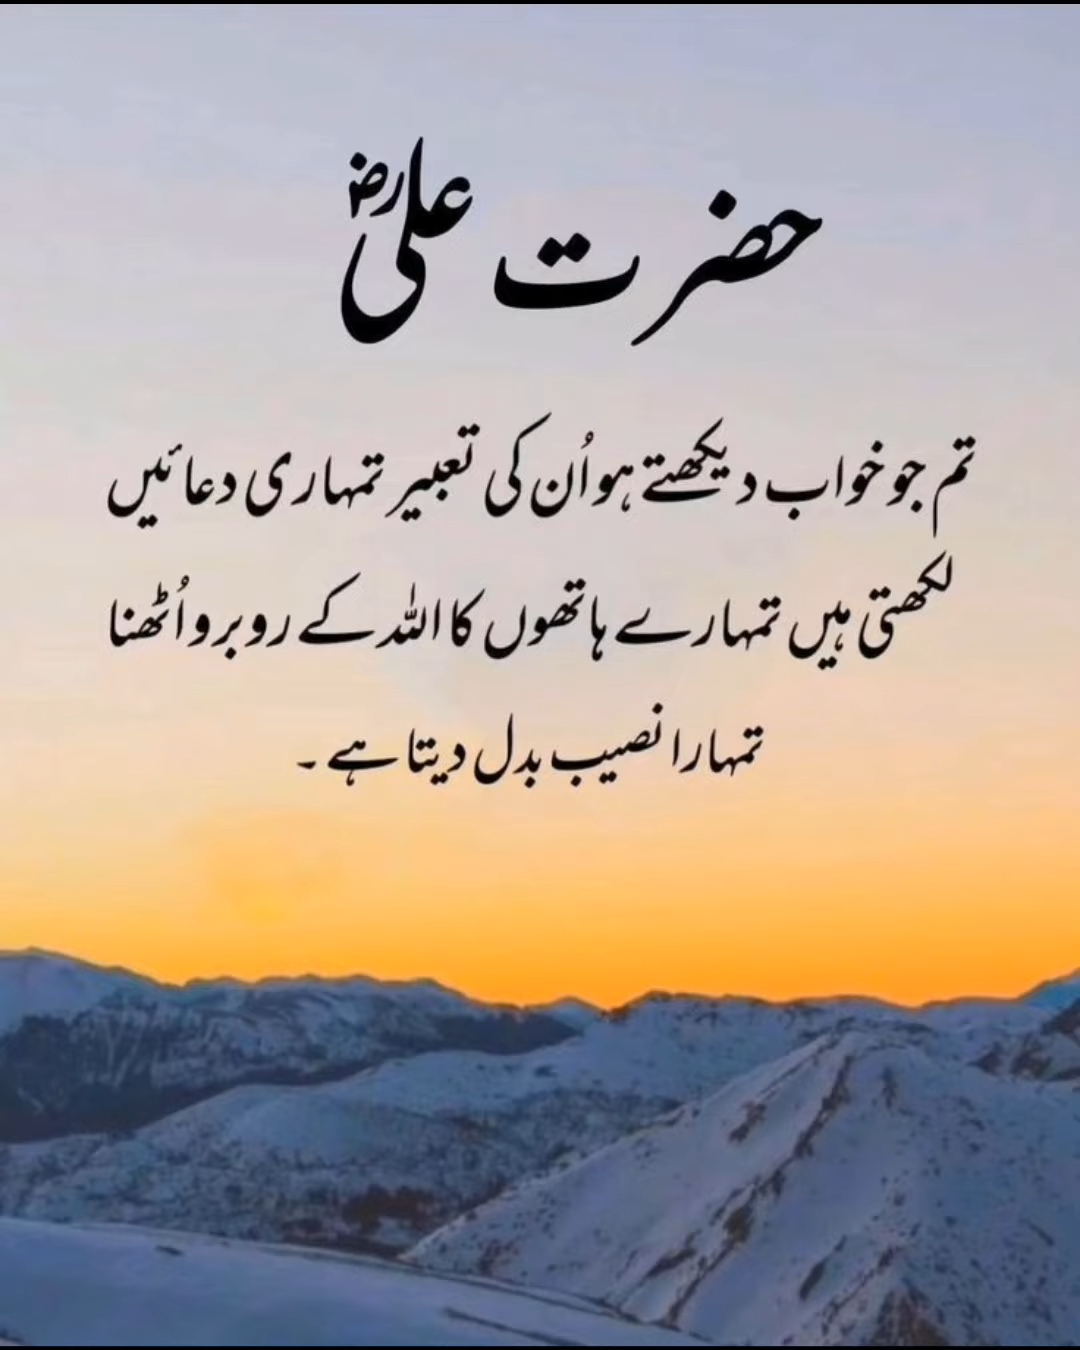 حضرت علیؓ
تم جو خواب دیکھتے ہو اُن کی تعبیر تمہاری دعائیں
لکھتی ہیں تمہارے ہاتھوں کا اللہ کے روبرو اُٹھنا
تمہارا نصیب بدل دیتا ہے ۔